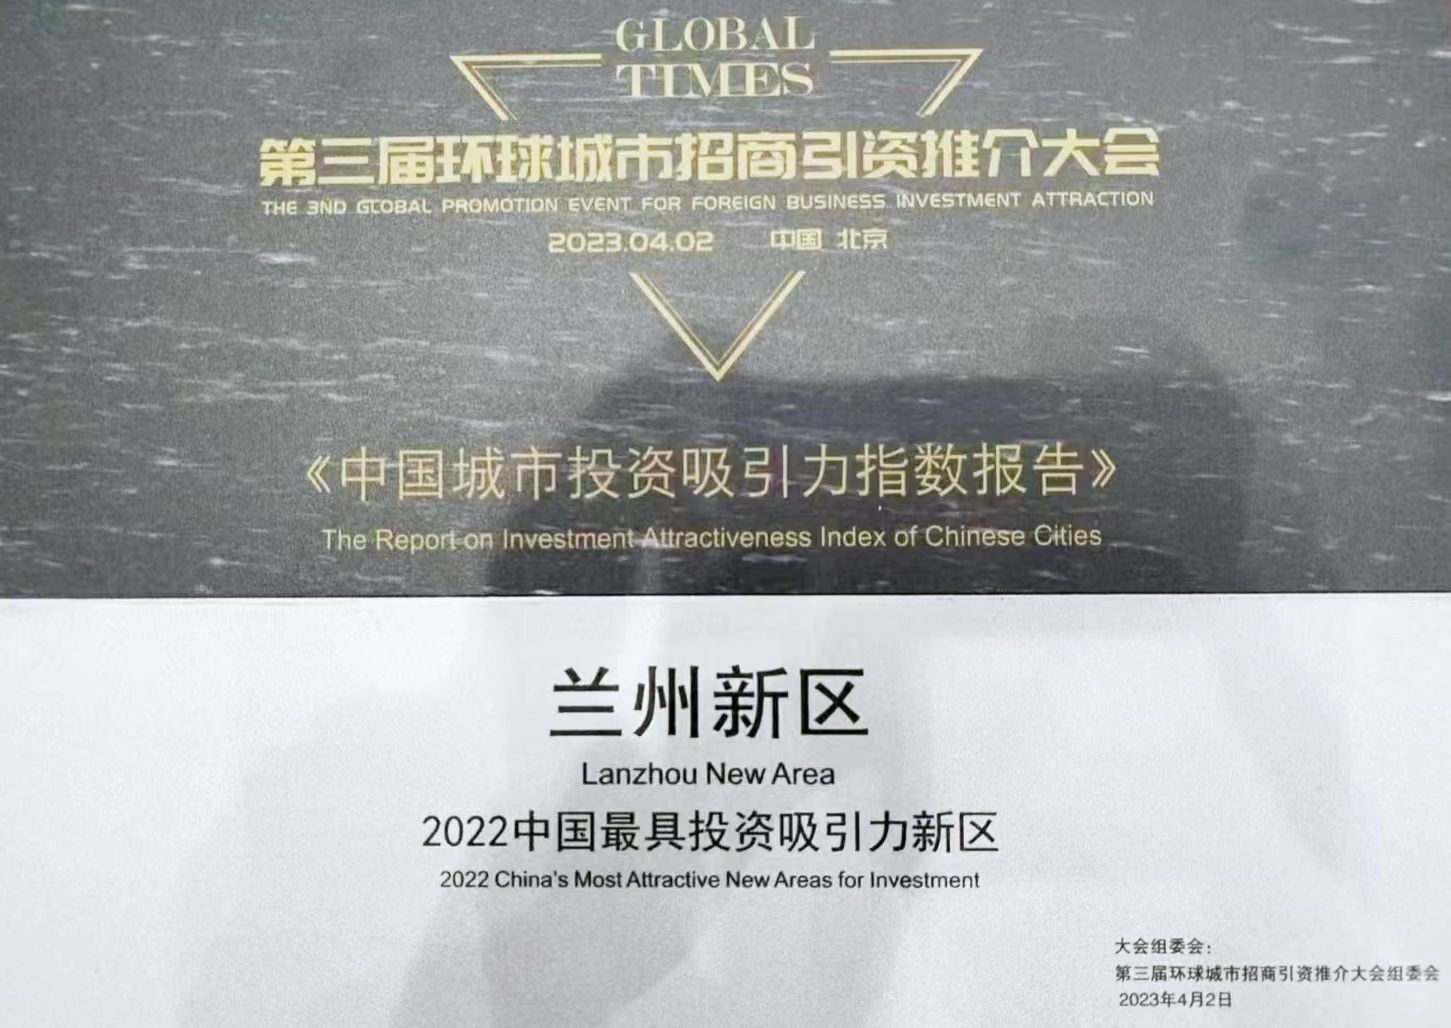 GLOBAL
TIMES
第三届环球城市招商引资推介大会
THE 3ND GLOBAL PROMOTION EVENT FOR FOREIGN BUSINESS INVESTMENT ATTRACTION
2023.04.02 中国 北京
《中国城市投资吸引力指数报告》
The Report on Investment Attractiveness Index of Chinese Cities
兰州新区
Lanzhou New Area
2022中国最具投资吸引力新区
2022 China's Most Attractive New Areas for Investment
大会组委会：
第三届环球城市招商引资推介大会组委会
2023年4月2日